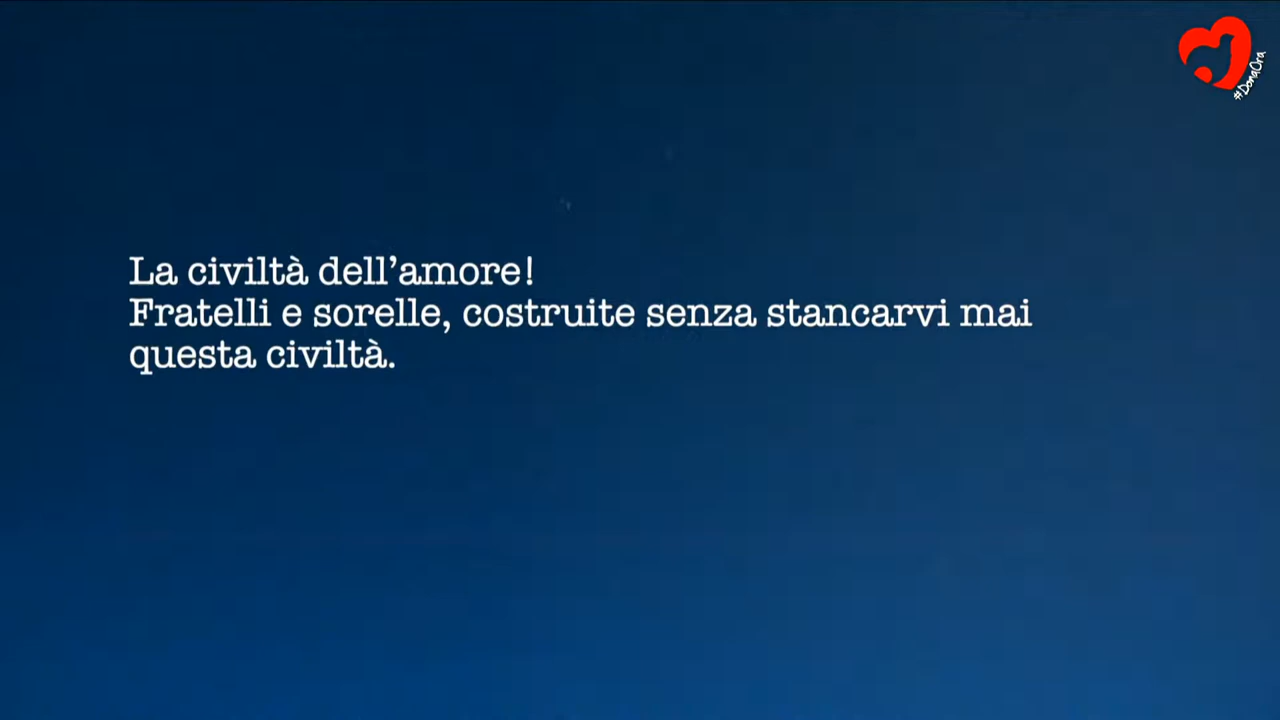 #DonaOra
La civiltà dell’amore!
Fratelli e sorelle, costruite senza stancarvi mai
questa civiltà.